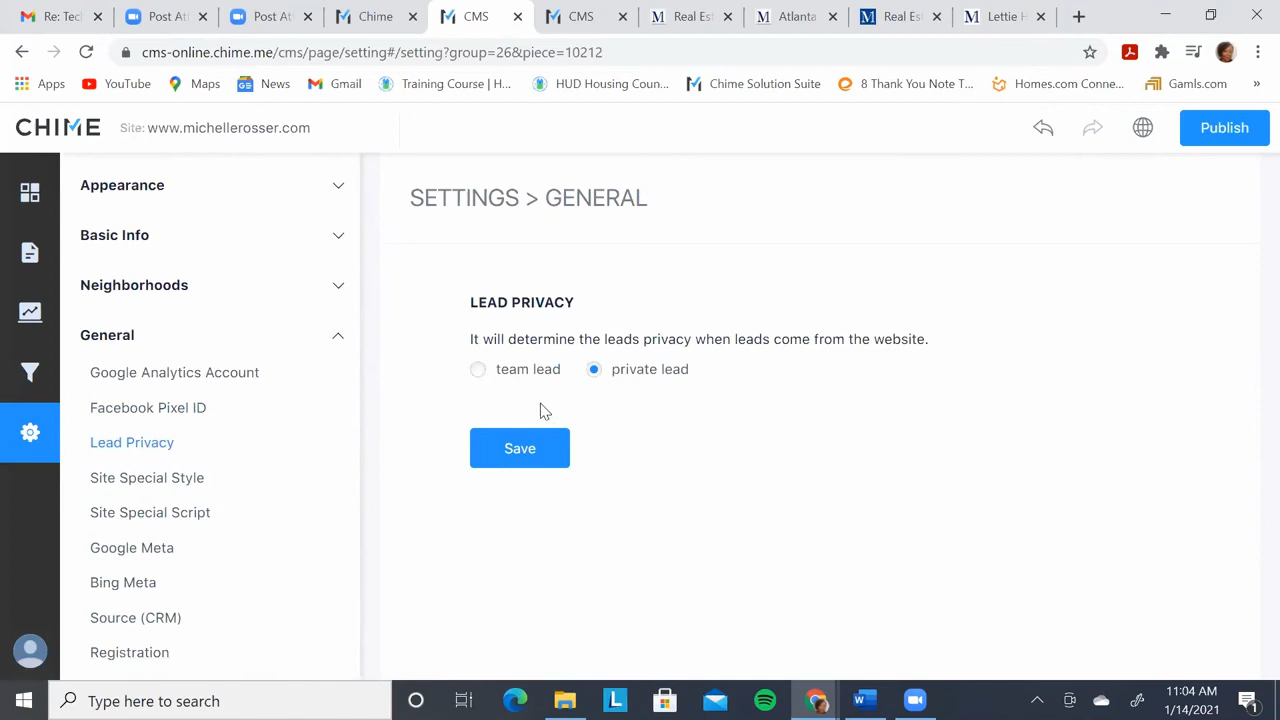 Re: Tech
Post Att
Post Att
Chime
CMS
CMS
Real Es
Atlanta
Real Es
Lettie H
cms-online.chime.me/cms/page/setting#/setting?group=26&piece=10212
Apps
YouTube
Maps
News
Gmail
Training Course | H...
HUD Housing Coun...
Chime Solution Suite
8 Thank You Note T...
Homes.com Conne...
Gamls.com
»
CHIME
Site: www.michellerosser.com
Publish
Appearance
Basic Info
Neighborhoods
General
Google Analytics Account
Facebook Pixel ID
Lead Privacy
Site Special Style
Site Special Script
Google Meta
Bing Meta
Source (CRM)
Registration
SETTINGS > GENERAL
LEAD PRIVACY
It will determine the leads privacy when leads come from the website.
team lead
private lead
Save
Type here to search
11:04 AM
1/14/2021